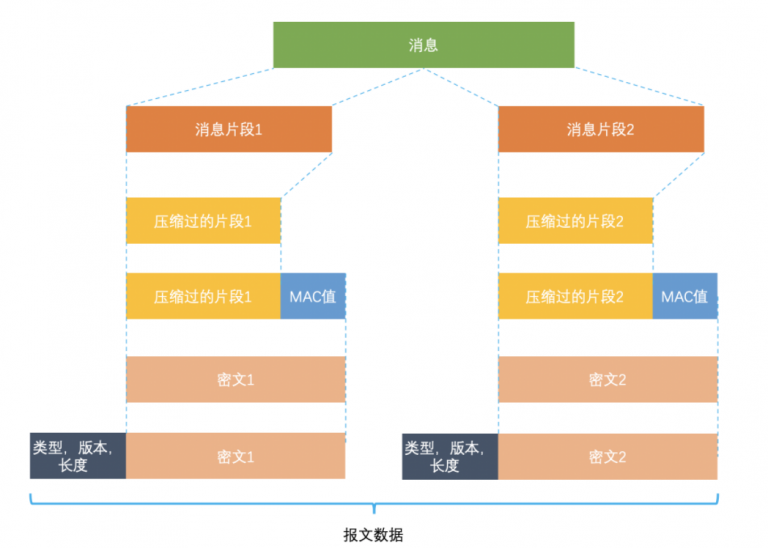 消息
消息片段1
消息片段2
压缩过的片段1
压缩过的片段2
压缩过的片段1
MAC值
压缩过的片段2
MAC值
密文1
密文2
类型，版本，
长度
密文1
类型，版本，
长度
密文2
报文数据